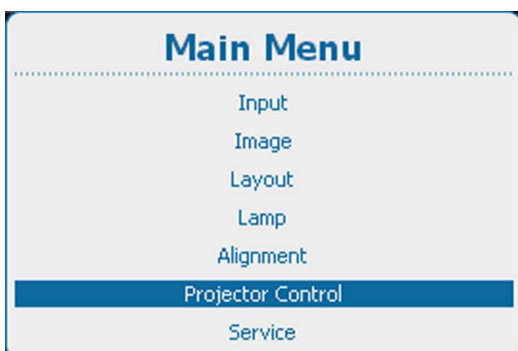 Main Menu
Input
Image
Layout
Lamp
Alignment
Projector Control
Service